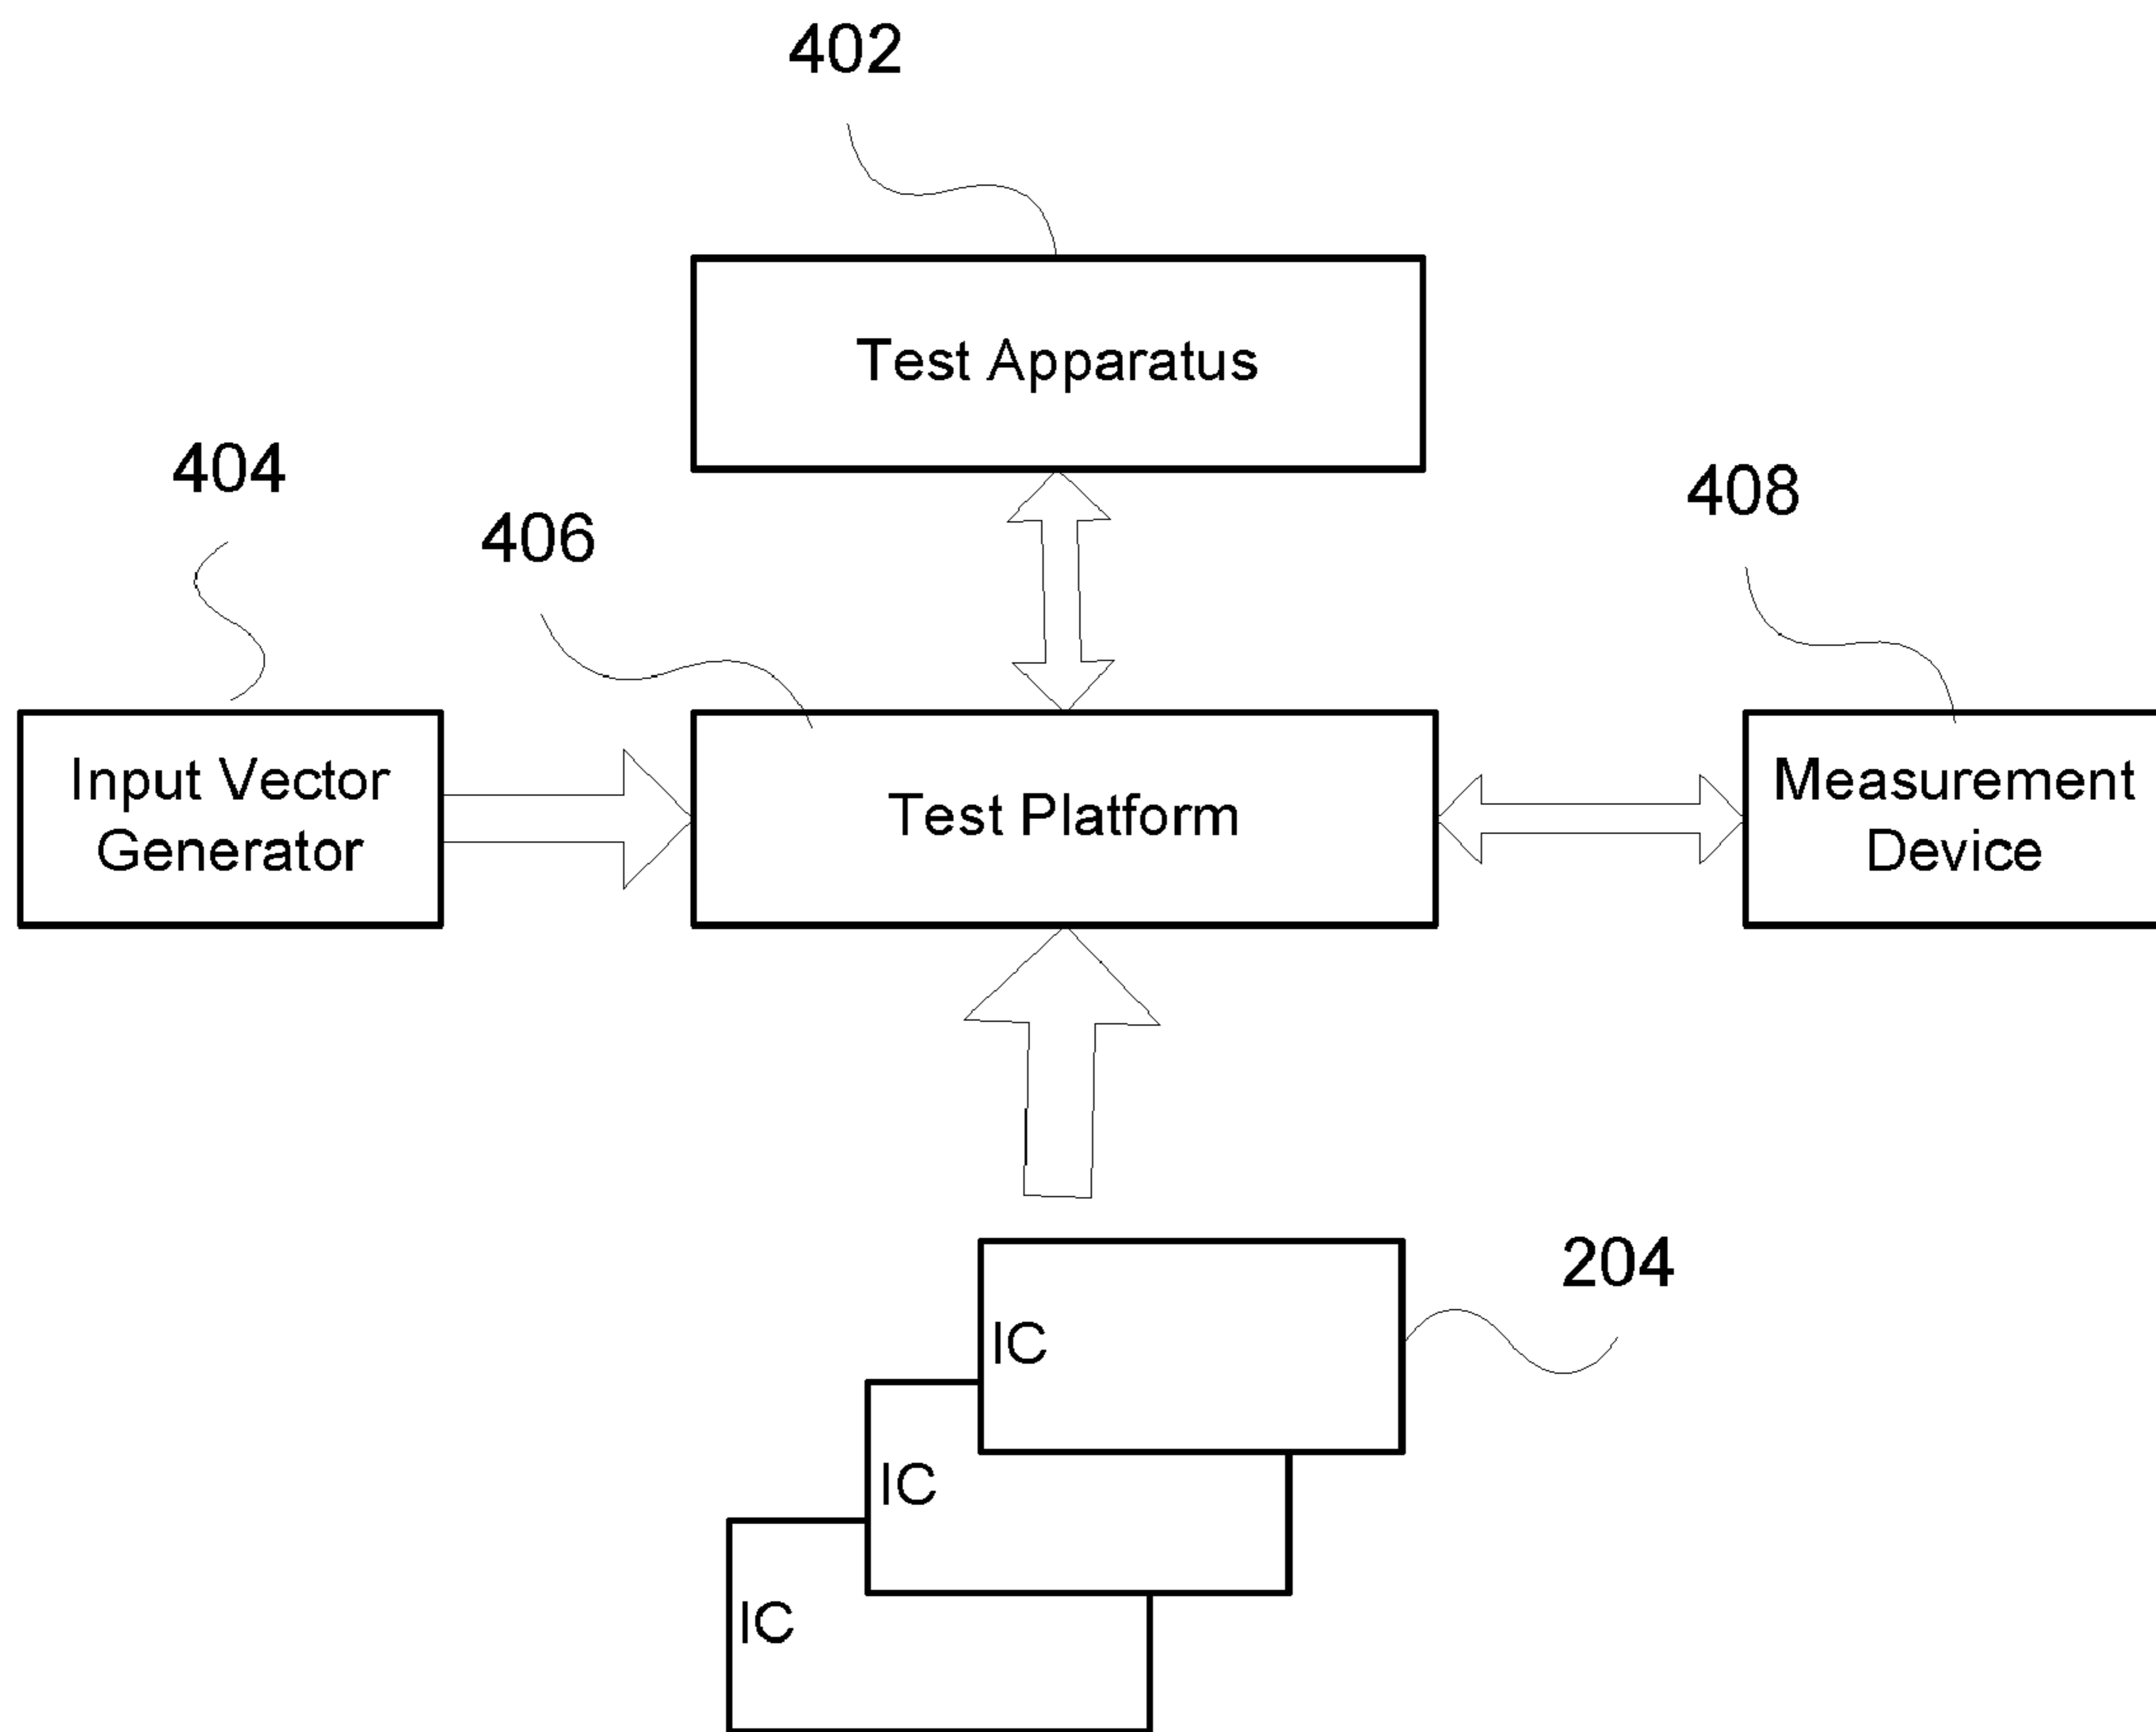 402
Test Apparatus
404
406
408
Input Vector
Generator
Test Platform
Measurement
Device
204
IC
IC
IC